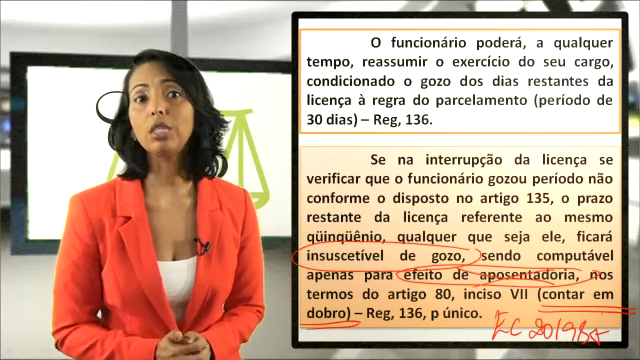 O funcionário poderá, a qualquer
tempo, reassumir o exercício do seu cargo,
condicionado o gozo dos dias restantes da
licença à regra do parcelamento (período de
30 dias) – Reg, 136.
Se na interrupção da licença se
verificar que o funcionário gozou período não
conforme o disposto no artigo 135, o prazo
restante da licença referente ao mesmo
qüinqüênio, qualquer que seja ele, ficará
insuscetível de gozo, sendo computável
apenas para efeito de aposentadoria, nos
termos do artigo 80, inciso VII (contar em
dobro) – Reg, 136, p único.
EC 20/98